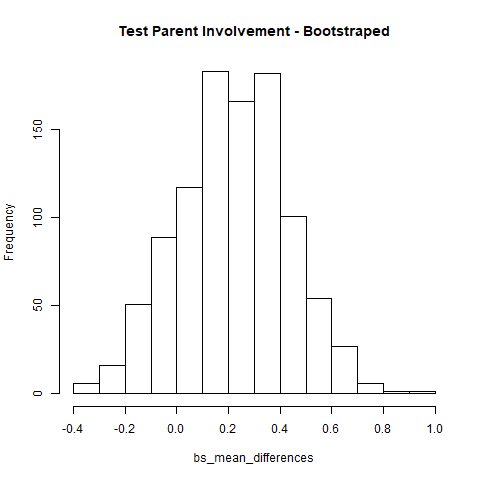 Test Parent Involvement - Bootstraped
Frequency
150
100
50
0
-0.4 -0.2 0.0 0.2 0.4 0.6 0.8 1.0
bs_mean_differences